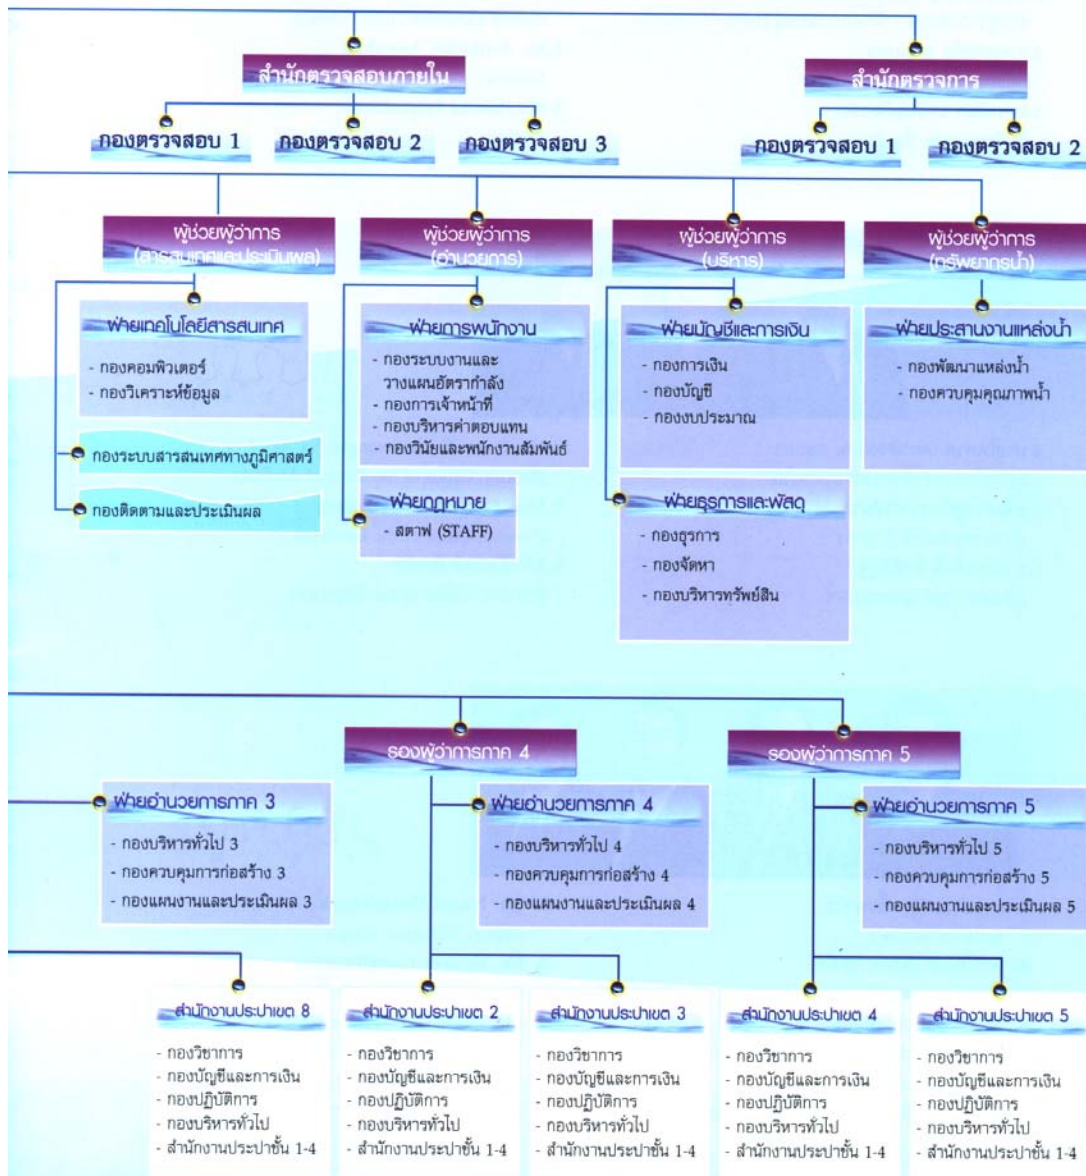 สำนักตรวจสอบภายใน
สำนักตรวจการ
กองตรวจสอบ 1
กองตรวจสอบ 2
กองตรวจสอบ 3
กองตรวจสอบ 1
กองตรวจสอบ 2
ผู้ช่วยผู้ว่าการ
(สารสนเทศและประเมินผล)
ฝ่ายเทคโนโลยีสารสนเทศ
- กองคอมพิวเตอร์
- กองวิเคราะห์ข้อมูล
กองระบบสารสนเทศทางภูมิศาสตร์
กองติดตามและประเมินผล
ผู้ช่วยผู้ว่าการ
(อำนวยการ)
ฝ่ายการพนักงาน
- กองระบบงานและ
วางแผนอัตรากำลัง
- กองการเจ้าหน้าที่
- กองบริหารค่าตอบแทน
- กองวินัยและพนักงานสัมพันธ์
ฝ่ายกฎหมาย
- สตาฟ (STAFF)
ผู้ช่วยผู้ว่าการ
(บริหาร)
ฝ่ายบัญชีและการเงิน
- กองการเงิน
- กองบัญชี
- กองงบประมาณ
ฝ่ายธุรการและพัสดุ
- กองธุรการ
- กองจัดหา
- กองบริหารทรัพย์สิน
ผู้ช่วยผู้ว่าการ
(ทรัพยากรน้ำ)
ฝ่ายประสานงานแหล่งน้ำ
- กองพัฒนาแหล่งน้ำ
- กองควบคุมคุณภาพน้ำ
รองผู้ว่าการภาค 4
รองผู้ว่าการภาค 5
ฝ่ายอำนวยการภาค 3
- กองบริหารทั่วไป 3
- กองควบคุมการก่อสร้าง 3
- กองแผนงานและประเมินผล 3
ฝ่ายอำนวยการภาค 4
- กองบริหารทั่วไป 4
- กองควบคุมการก่อสร้าง 4
- กองแผนงานและประเมินผล 4
ฝ่ายอำนวยการภาค 5
- กองบริหารทั่วไป 5
- กองควบคุมการก่อสร้าง 5
- กองแผนงานและประเมินผล 5
สำนักงานประปาเขต 8
- กองวิชาการ
- กองบัญชีและการเงิน
- กองปฏิบัติการ
- กองบริหารทั่วไป
- สำนักงานประปาชั้น 1-4
สำนักงานประปาเขต 2
- กองวิชาการ
- กองบัญชีและการเงิน
- กองปฏิบัติการ
- กองบริหารทั่วไป
- สำนักงานประปาชั้น 1-4
สำนักงานประปาเขต 3
- กองวิชาการ
- กองบัญชีและการเงิน
- กองปฏิบัติการ
- กองบริหารทั่วไป
- สำนักงานประปาชั้น 1-4
สำนักงานประปาเขต 4
- กองวิชาการ
- กองบัญชีและการเงิน
- กองปฏิบัติการ
- กองบริหารทั่วไป
- สำนักงานประปาชั้น 1-4
สำนักงานประปาเขต 5
- กองวิชาการ
- กองบัญชีและการเงิน
- กองปฏิบัติการ
- กองบริหารทั่วไป
- สำนักงานประปาชั้น 1-4